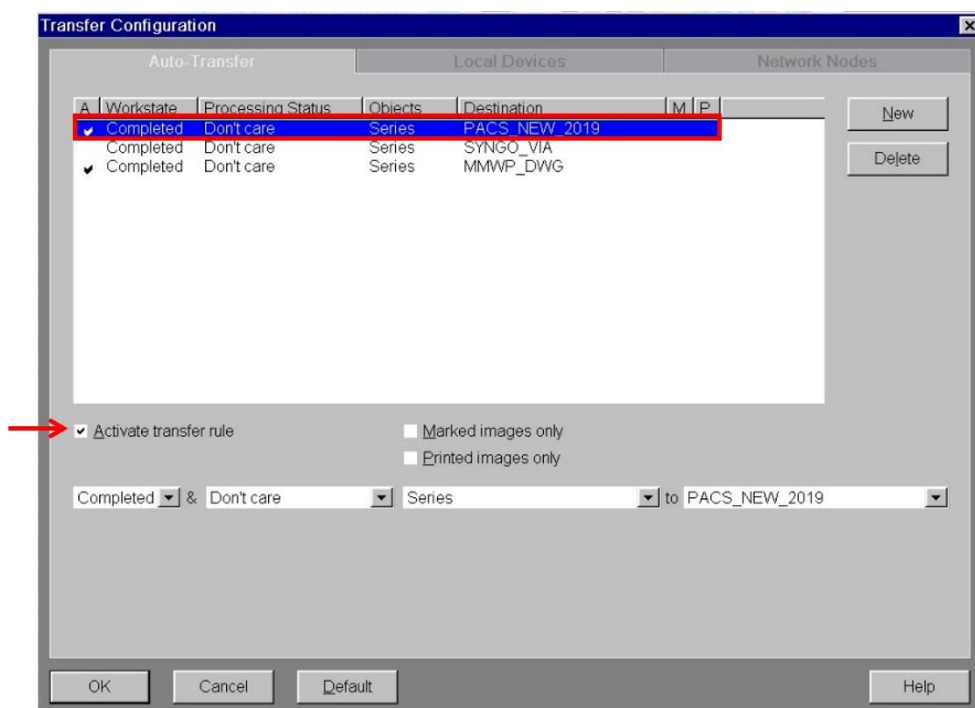 Transfer Configuration
Auto-Transfer Local Devices Network Nodes
A Workstate Processing Status Objects Destination M P
Completed Don't care Series PACS_NEW_2019
Completed Don't care Series SYNGO_VIA
Completed Don't care Series MMWP_DWG
New
Delete
Activate transfer rule Marked images only
Printed images only
Completed & Don't care Series to PACS_NEW_2019
OK Cancel Default Help